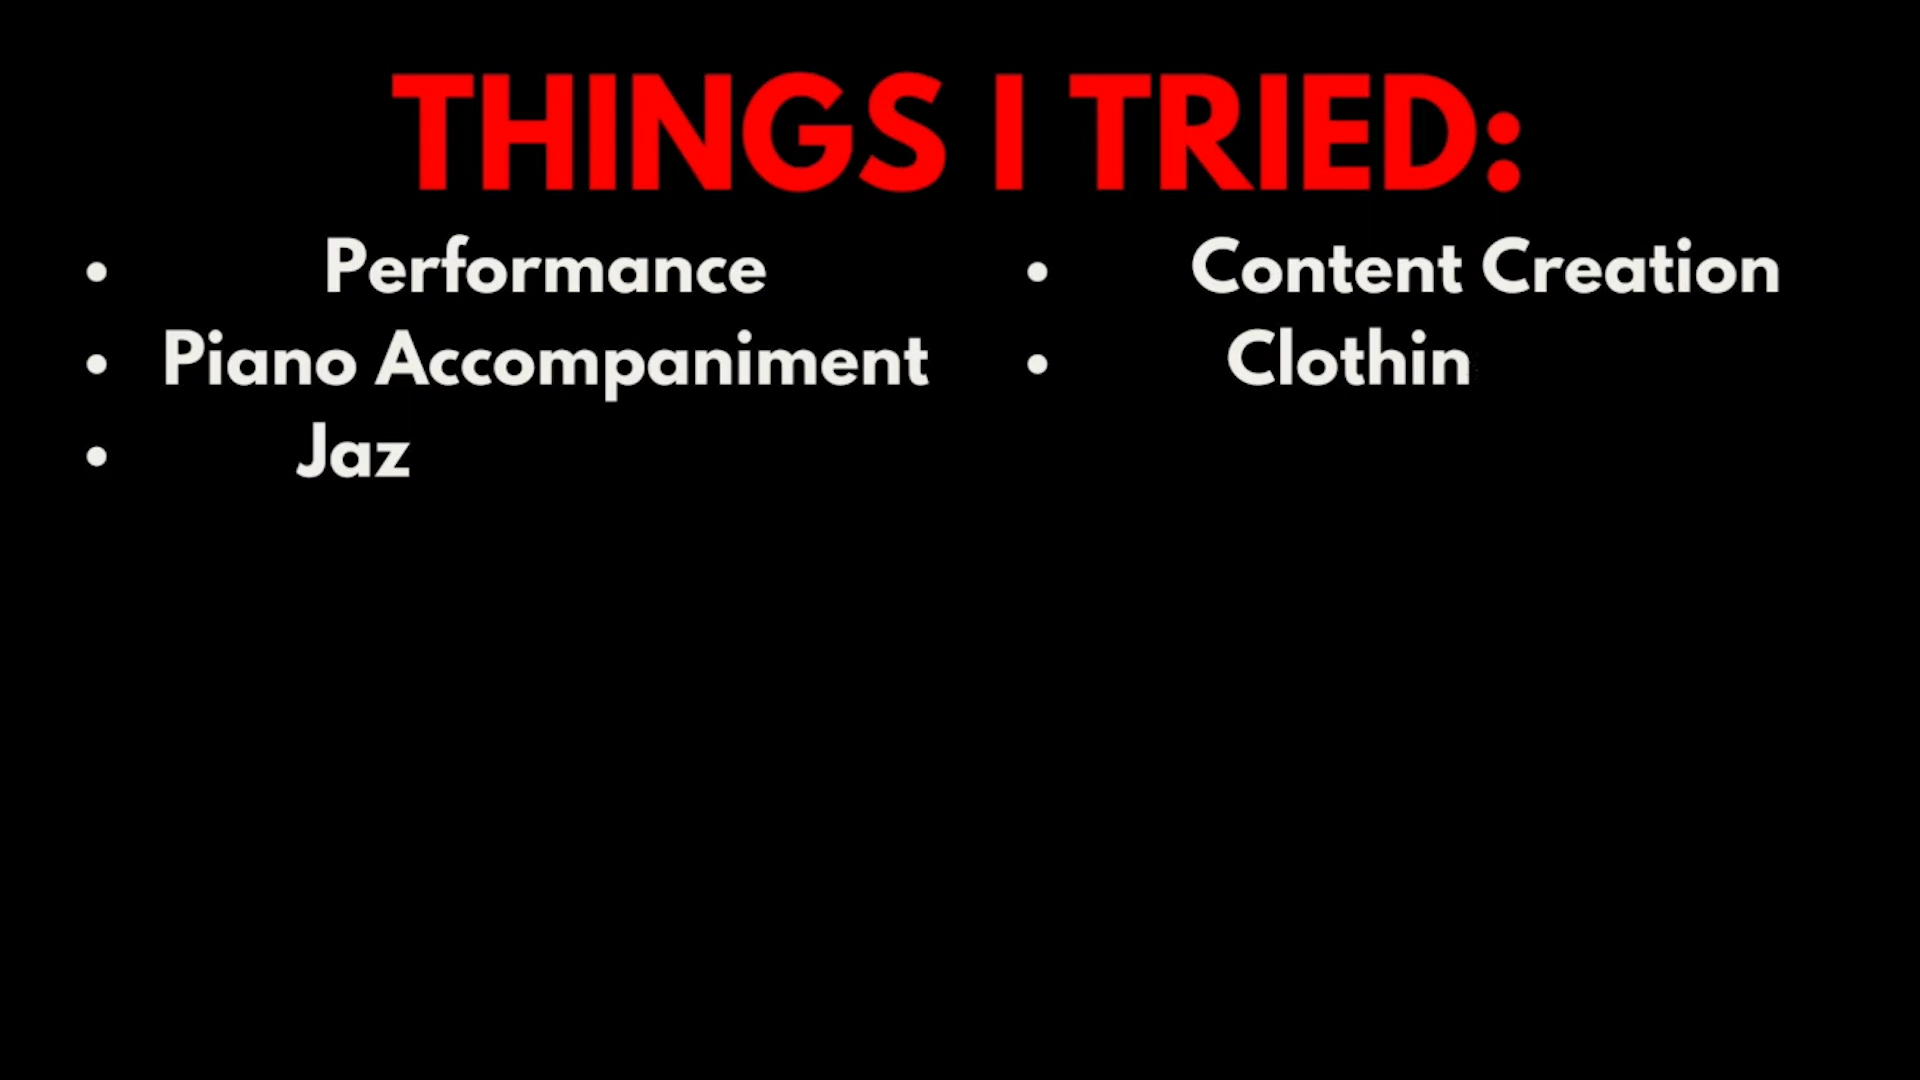 THINGS I TRIED:
• Performance
• Piano Accompaniment
• Jaz
• Content Creation
• Clothin